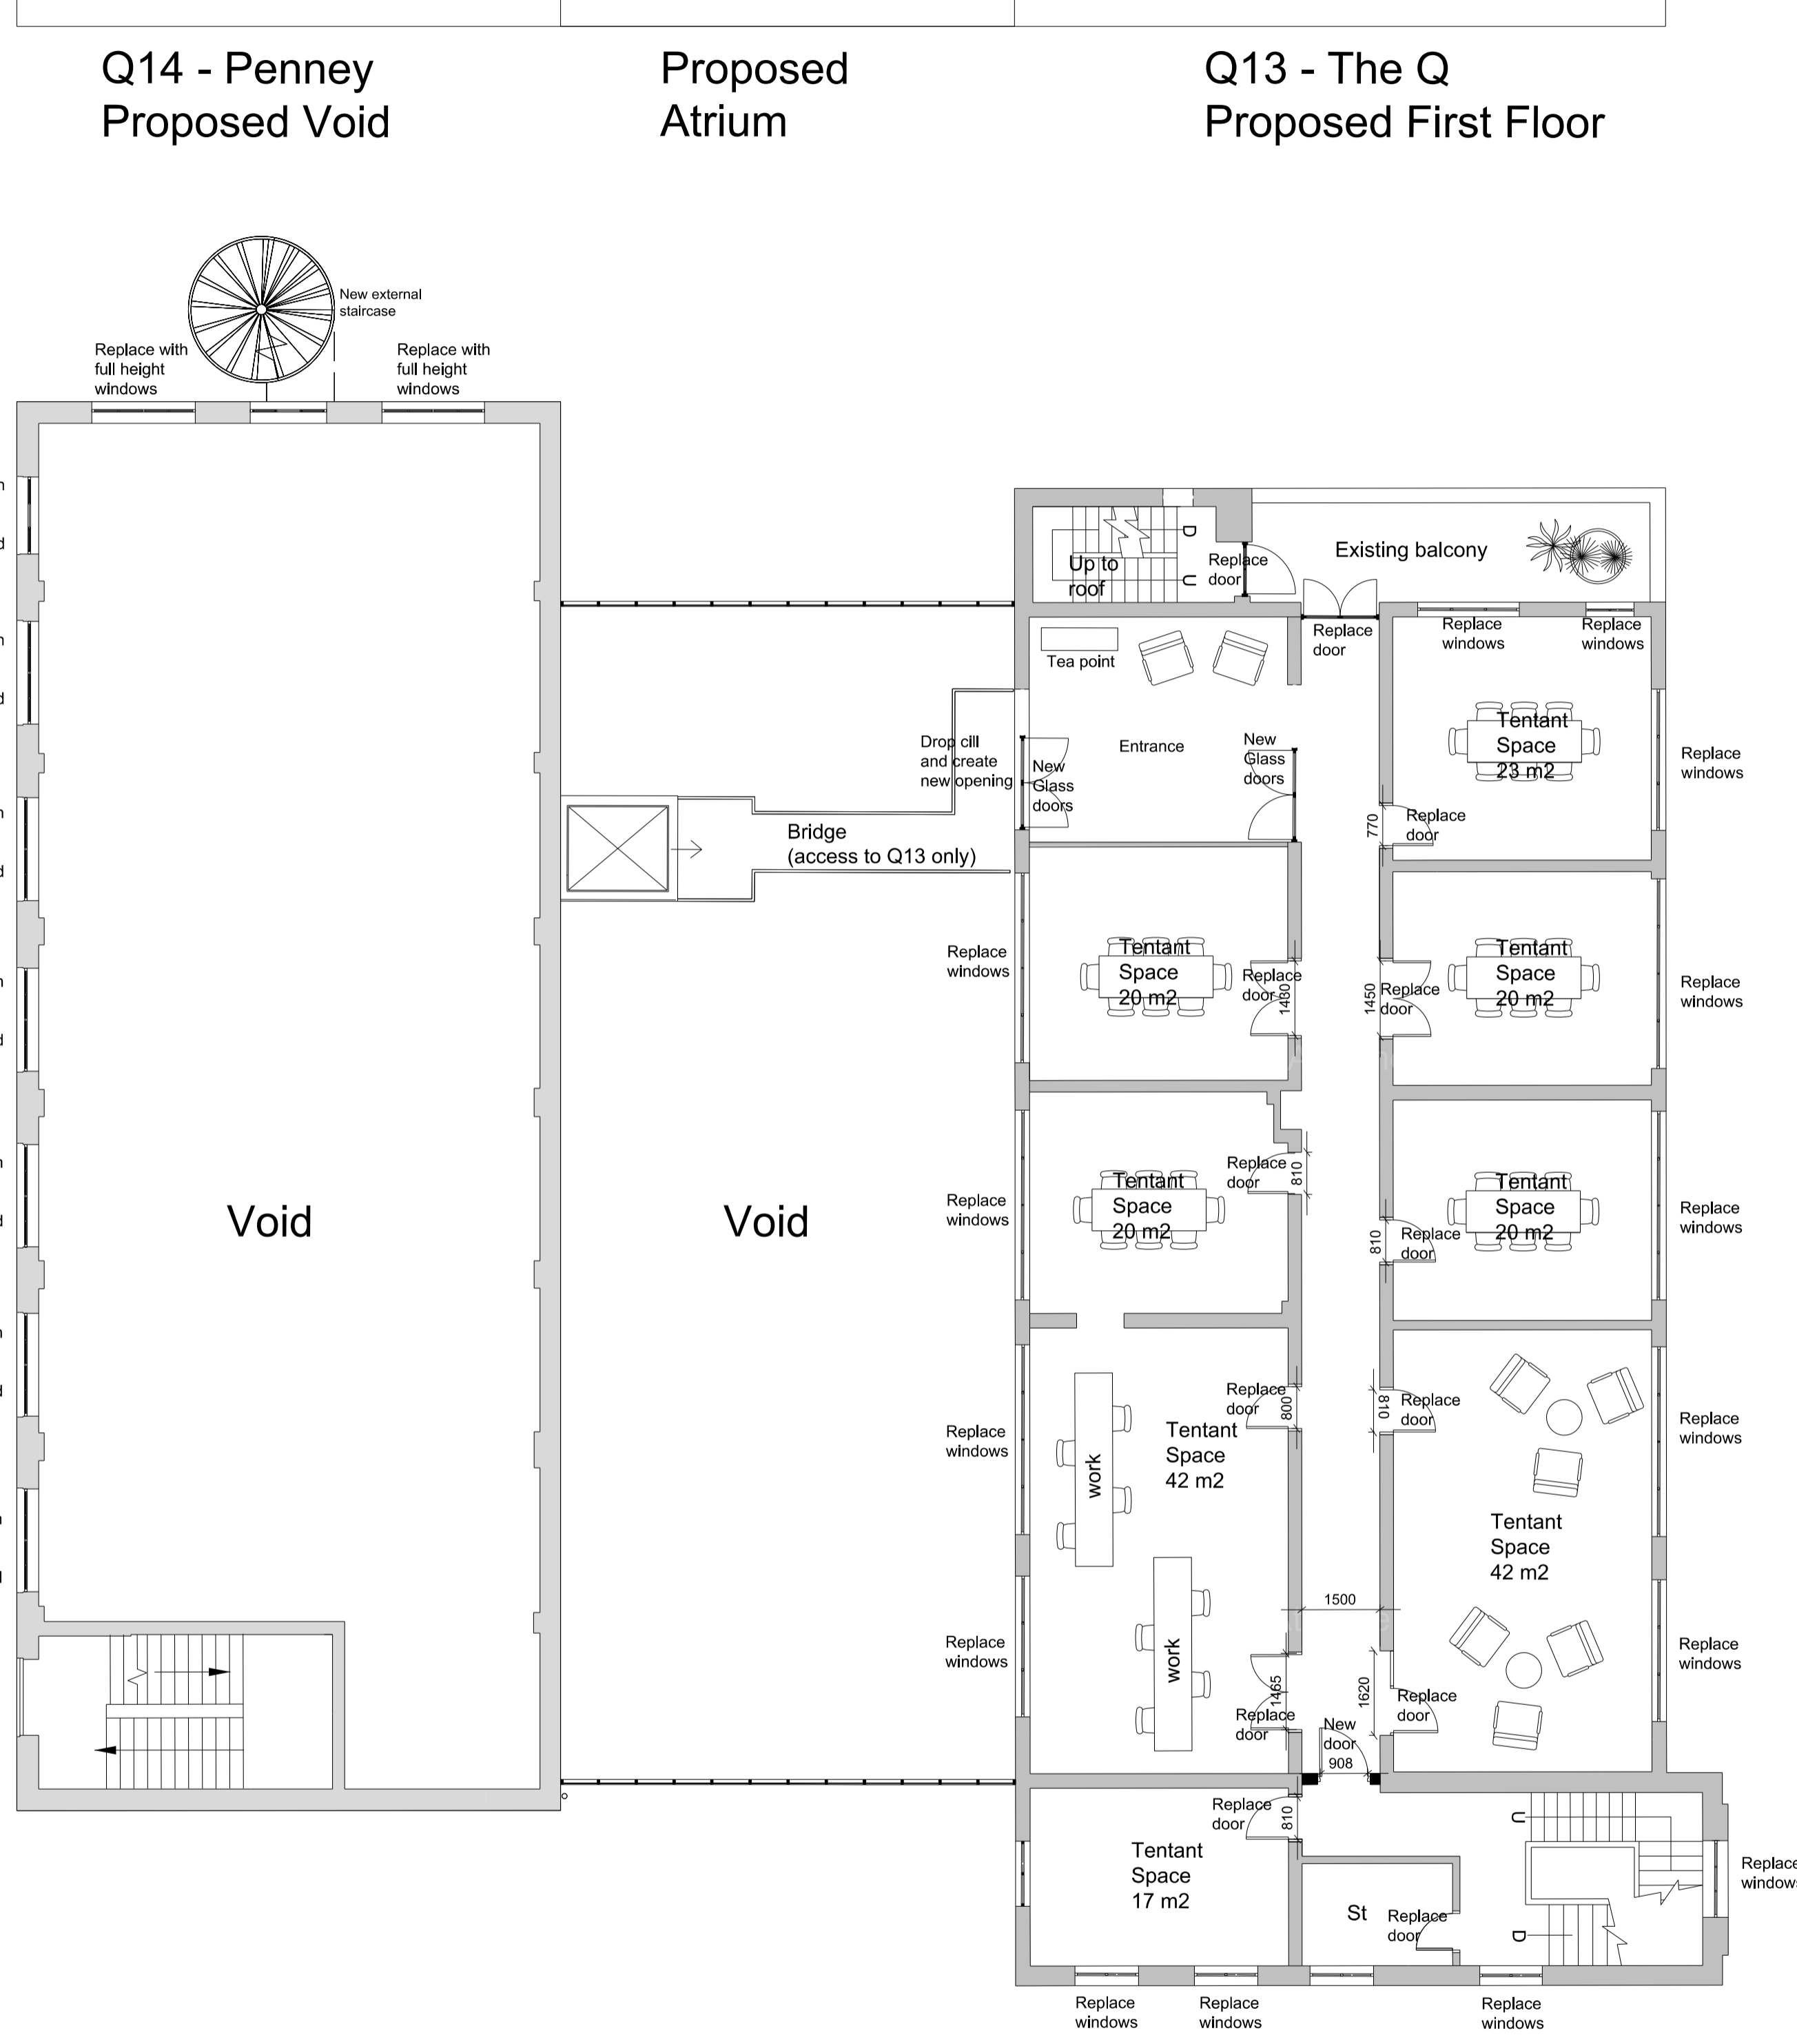 Q14 - Penney
Proposed Void
Proposed
Atrium
Q13 - The Q
Proposed First Floor
New external
staircase
Replace with
full height
windows
Replace with
full height
windows
D
U
Up to
roof
Replace
door
Existing balcony
Replace
door
Replace
windows
Replace
windows
Tea point
Entrance
Drop cill
and create
new opening
New
Glass
doors
New
Glass
doors
Tentant
Space
23 m2
Replace
windows
770
Replace
door
Bridge
(access to Q13 only)
Replace
windows
Tentant
Space
20 m2
Replace
door
1430
1450
Replace
door
Tentant
Space
20 m2
Replace
windows
Void
Void
Replace
windows
Tentant
Space
20 m2
Replace
door
810
810
Replace
door
Tentant
Space
20 m2
Replace
windows
Replace
windows
work
Tentant
Space
42 m2
Replace
door
800
810
Replace
door
Replace
windows
Tentant
Space
42 m2
1500
Replace
windows
work
Replace
door
1465
1620
Replace
door
Replace
windows
New
door
908
Replace
door
810
Tentant
Space
17 m2
St
Replace
door
U
D
Replace
Replace
windows
Replace
windows
Replace
windows